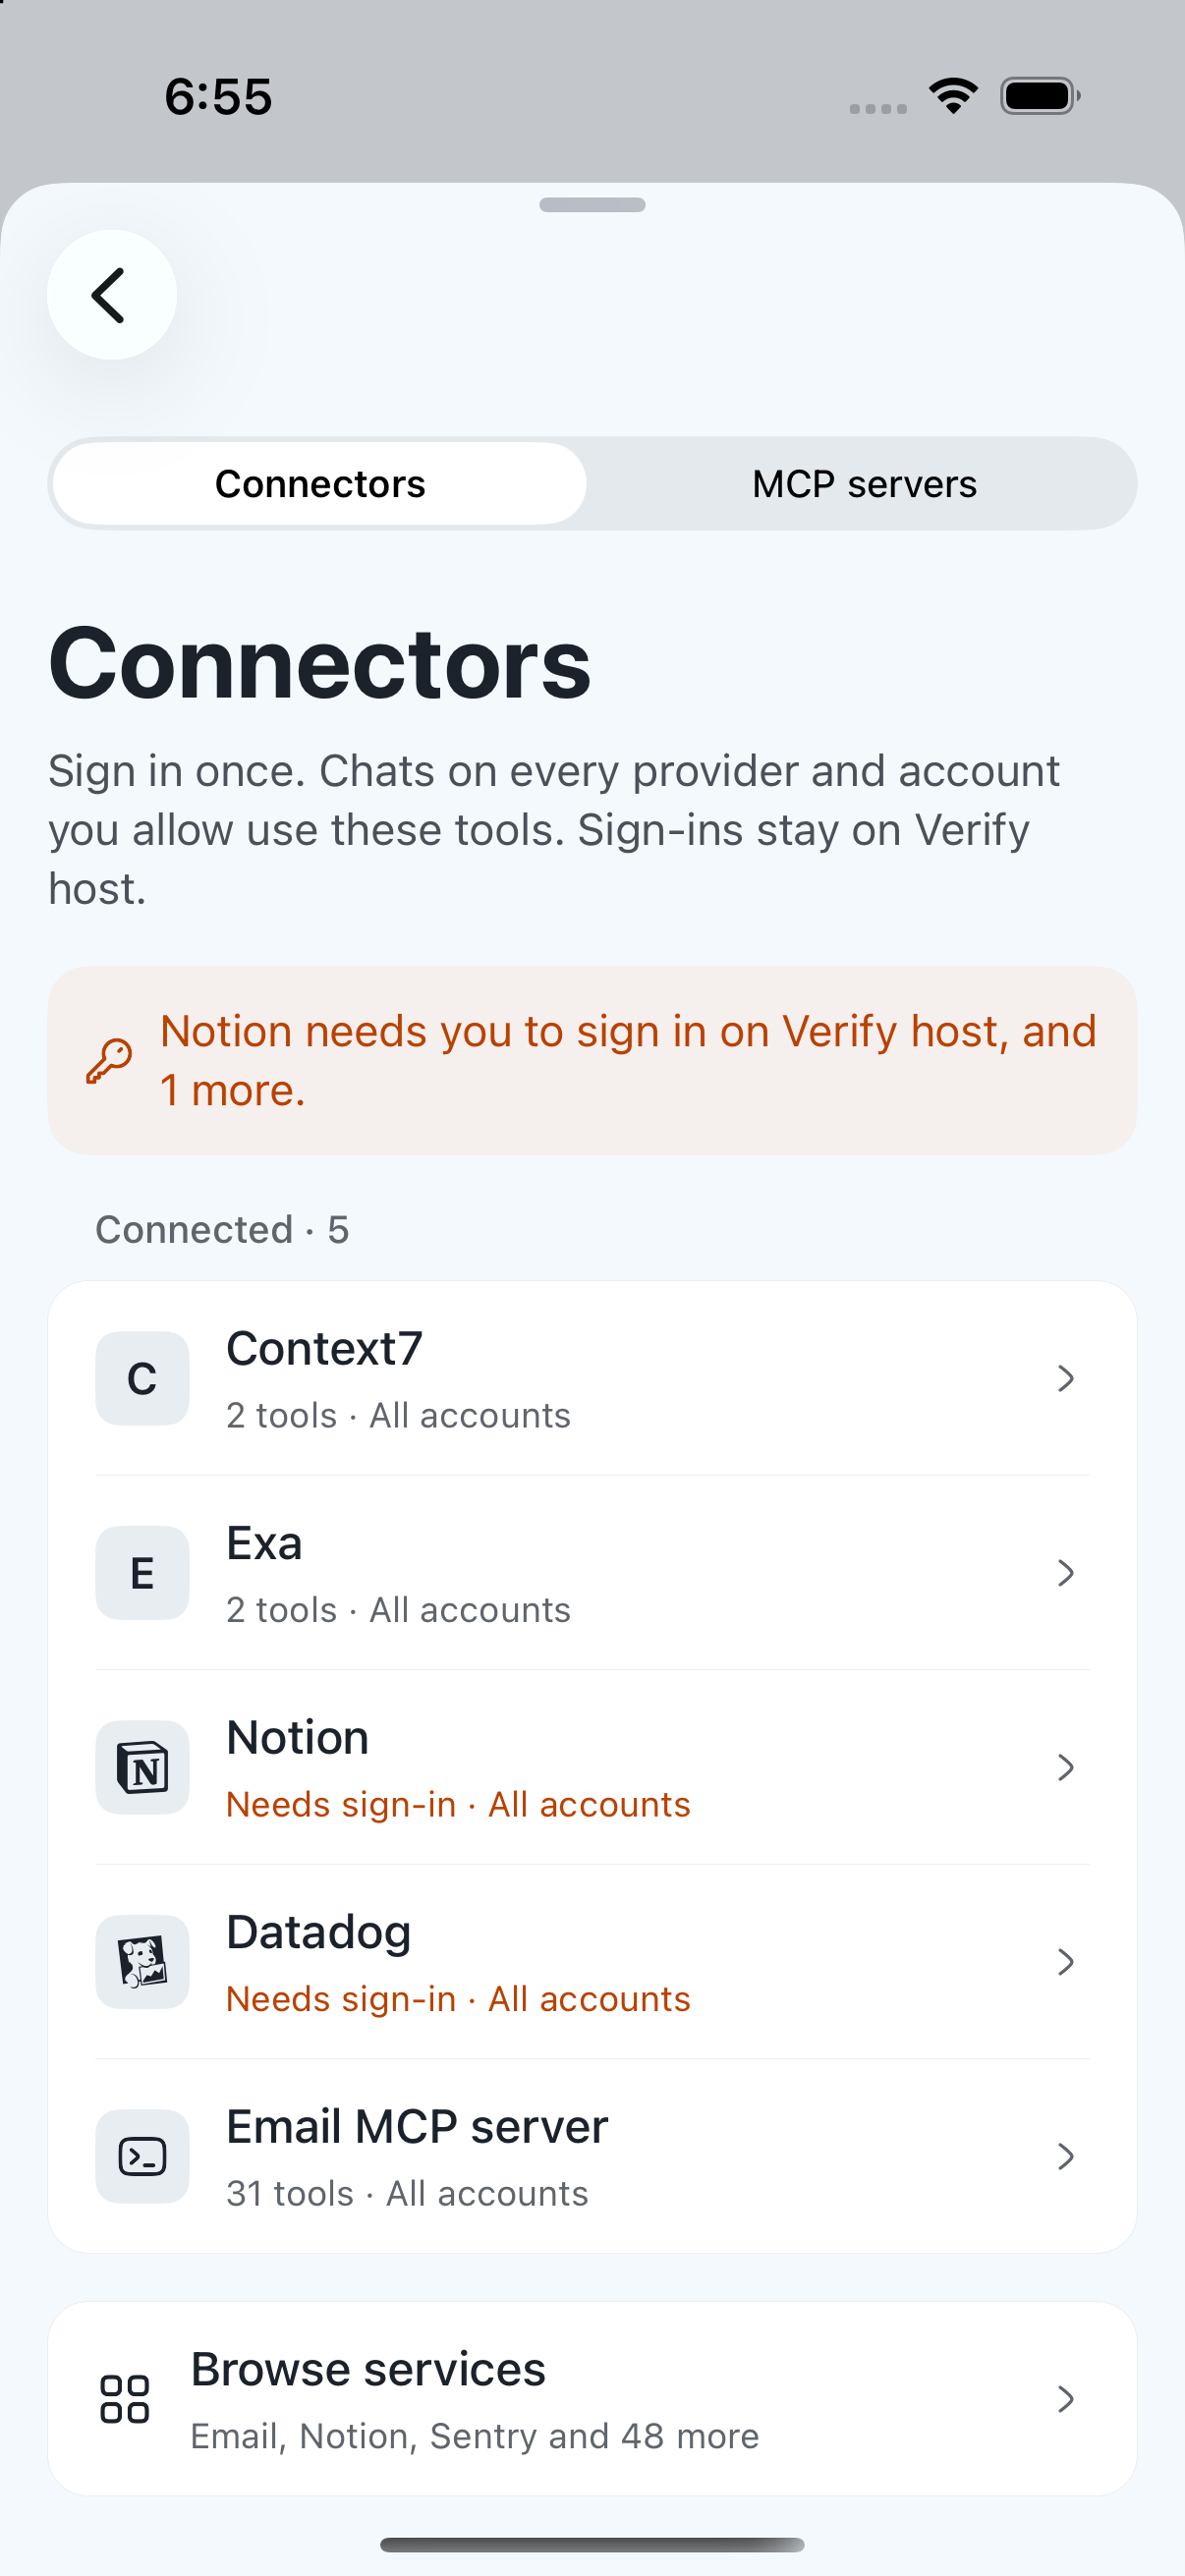 6:55
Connectors
MCP servers
Connectors
Sign in once. Chats on every provider and account
you allow use these tools. Sign-ins stay on Verify
host.
Notion needs you to sign in on Verify host, and
1 more.
Connected · 5
C
Context7
2 tools · All accounts
E
Exa
2 tools · All accounts
N
Notion
Needs sign-in · All accounts
Datadog
Needs sign-in · All accounts
Email MCP server
31 tools · All accounts
Browse services
Email, Notion, Sentry and 48 more